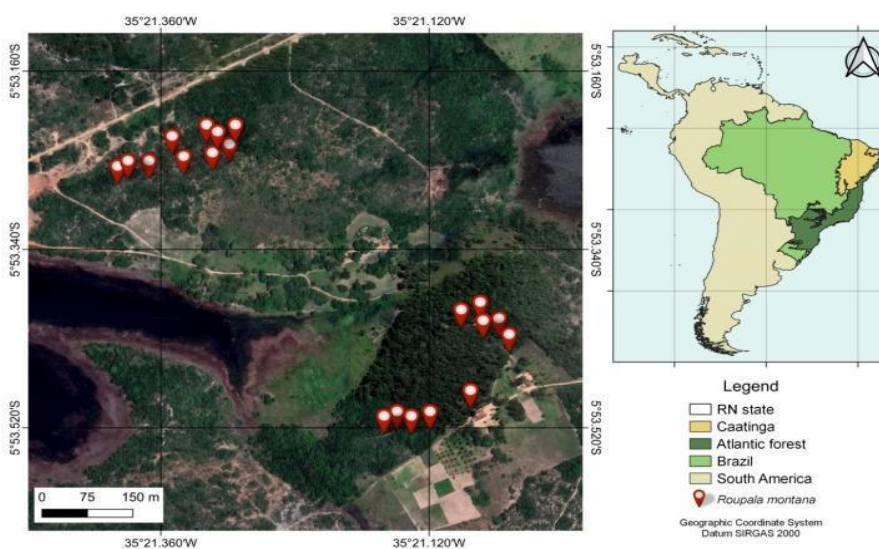 35°21.360'W
35°21.120'W
5°53.160'S
5°53.160'S
5°53.340'S
5°53.340'S
5°53.520'S
5°53.520'S
0 75 150 m
35°21.360'W
35°21.120'W
Legend
RN state
Caatinga
Atlantic forest
Brazil
South America
Roupala montana
Geographic Coordinate System
Datum SIRGAS 2000